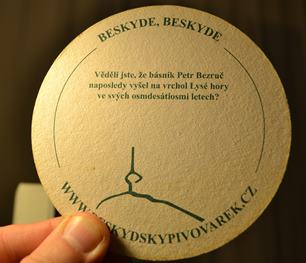 BESKYDE, BESKYDE
Věděli jste, že básník Petr Bezruč
naposledy vyšel na vrchol Lysé hory
ve svých osmdesátiosmi letech?
WWW.BESKYDSKYPIVOVAREK.CZ